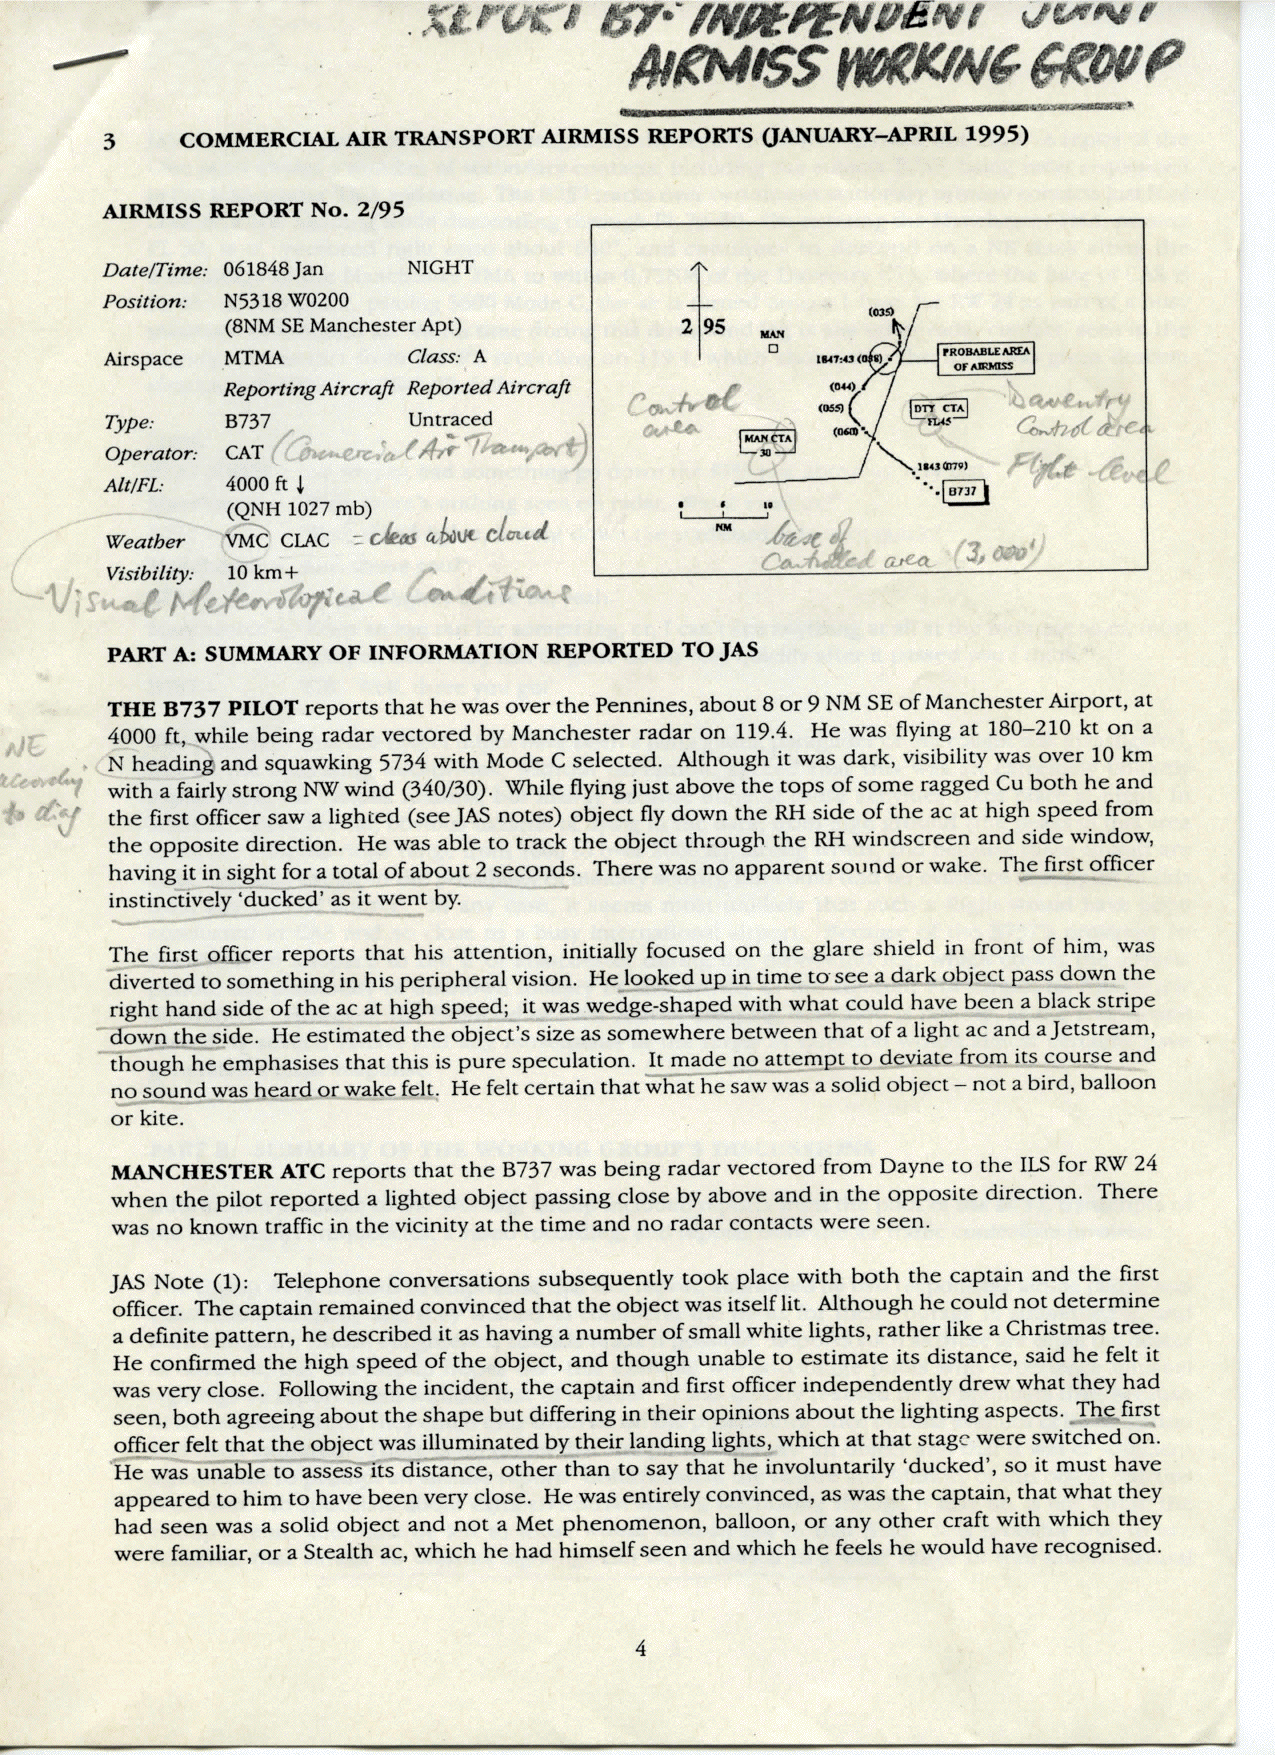 REPORT BY: INDEPENDENT JOINT
AIRMISS WORKING GROUP
3 COMMERCIAL AIR TRANSPORT AIRMISS REPORTS (JANUARY–APRIL 1995)
AIRMISS REPORT No. 2/95
Date/Time: 061848 Jan NIGHT
Position: N5318 W0200
(8NM SE Manchester Apt)
Airspace MTMA Class: A
Reporting Aircraft Reported Aircraft
Type: B737 Untraced
Operator: CAT (Commercial Air Transport)
Alt/FL: 4000 ft ↓
(QNH 1027 mb)
Weather VMC CLAC = clear above cloud
Visibility: 10 km+
Visual Meteorological Conditions
2 95
MAN
(035)
1847:43 (038)
PROBABLE AREA
OF AIRMISS
(044)
(055)
(060)
Control
area
DTY CTA
FL45
Daventry
Control area
MAN CTA
30
1843 (079)
Flight level
B737
0 5 10
NM
base of
Controlled area (3,000')
PART A: SUMMARY OF INFORMATION REPORTED TO JAS
THE B737 PILOT reports that he was over the Pennines, about 8 or 9 NM SE of Manchester Airport, at
4000 ft, while being radar vectored by Manchester radar on 119.4. He was flying at 180–210 kt on a
N heading and squawking 5734 with Mode C selected. Although it was dark, visibility was over 10 km
with a fairly strong NW wind (340/30). While flying just above the tops of some ragged Cu both he and
the first officer saw a lighted (see JAS notes) object fly down the RH side of the ac at high speed from
the opposite direction. He was able to track the object through the RH windscreen and side window,
having it in sight for a total of about 2 seconds. There was no apparent sound or wake. The first officer
instinctively 'ducked' as it went by.
NE
according
to diag
The first officer reports that his attention, initially focused on the glare shield in front of him, was
diverted to something in his peripheral vision. He looked up in time to see a dark object pass down the
right hand side of the ac at high speed; it was wedge-shaped with what could have been a black stripe
down the side. He estimated the object's size as somewhere between that of a light ac and a Jetstream,
though he emphasises that this is pure speculation. It made no attempt to deviate from its course and
no sound was heard or wake felt. He felt certain that what he saw was a solid object – not a bird, balloon
or kite.
MANCHESTER ATC reports that the B737 was being radar vectored from Dayne to the ILS for RW 24
when the pilot reported a lighted object passing close by above and in the opposite direction. There
was no known traffic in the vicinity at the time and no radar contacts were seen.
JAS Note (1): Telephone conversations subsequently took place with both the captain and the first
officer. The captain remained convinced that the object was itself lit. Although he could not determine
a definite pattern, he described it as having a number of small white lights, rather like a Christmas tree.
He confirmed the high speed of the object, and though unable to estimate its distance, said he felt it
was very close. Following the incident, the captain and first officer independently drew what they had
seen, both agreeing about the shape but differing in their opinions about the lighting aspects. The first
officer felt that the object was illuminated by their landing lights, which at that stage were switched on.
He was unable to assess its distance, other than to say that he involuntarily 'ducked', so it must have
appeared to him to have been very close. He was entirely convinced, as was the captain, that what they
had seen was a solid object and not a Met phenomenon, balloon, or any other craft with which they
were familiar, or a Stealth ac, which he had himself seen and which he feels he would have recognised.
4